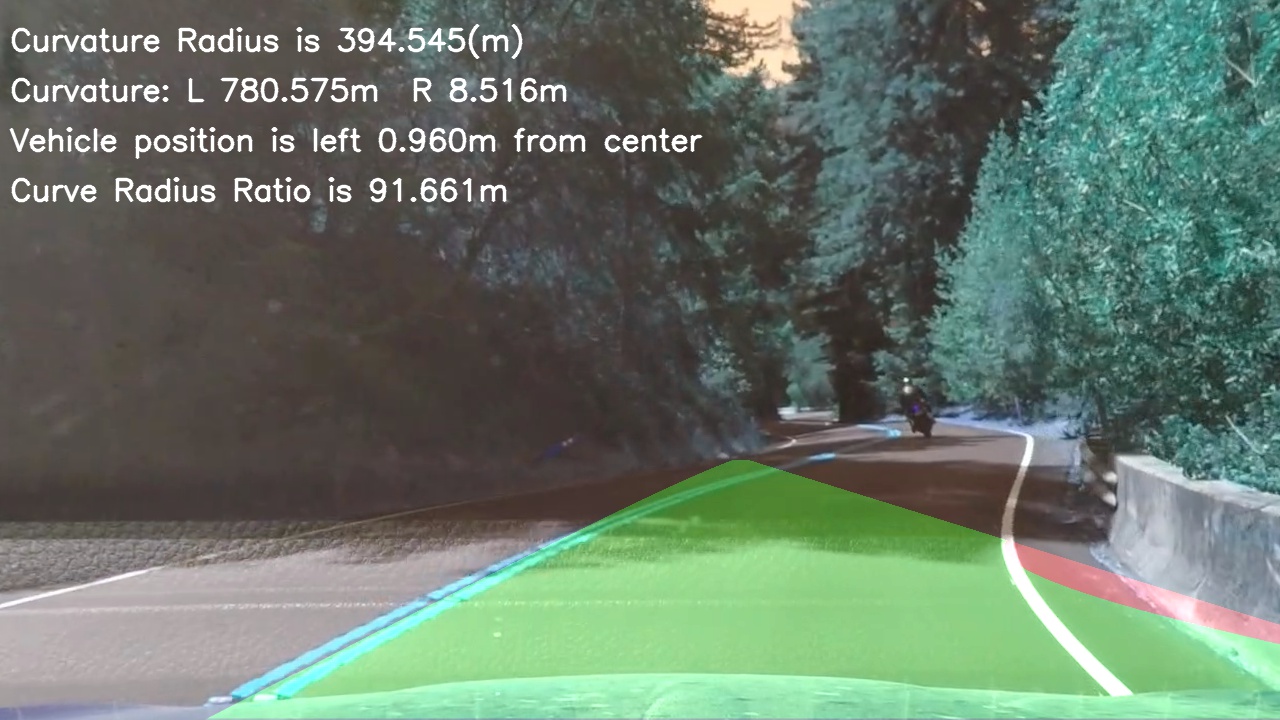 Curvature Radius is 394.545(m)
Curvature: L 780.575m R 8.516m
Vehicle position is left 0.960m from center
Curve Radius Ratio is 91.661m